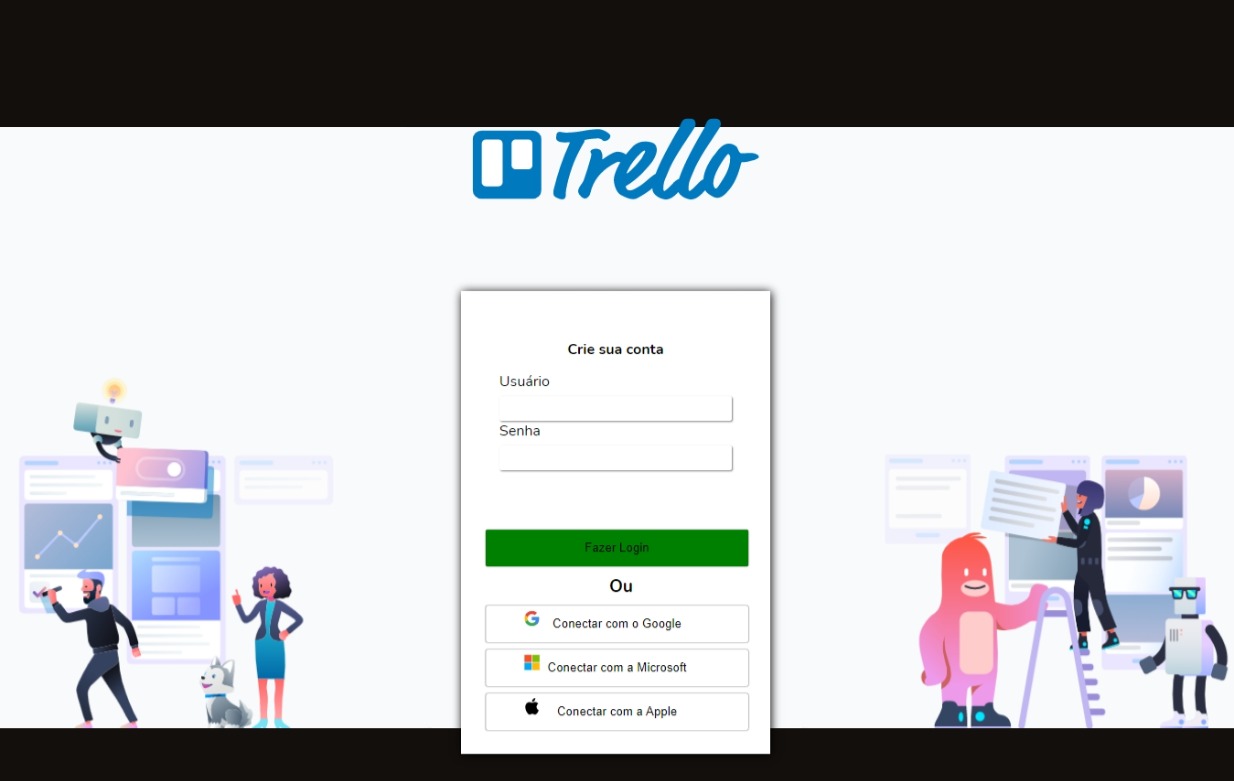 Trello
Crie sua conta
Usuário
Senha
Fazer Login
Ou
Conectar com o Google
Conectar com a Microsoft
Conectar com a Apple